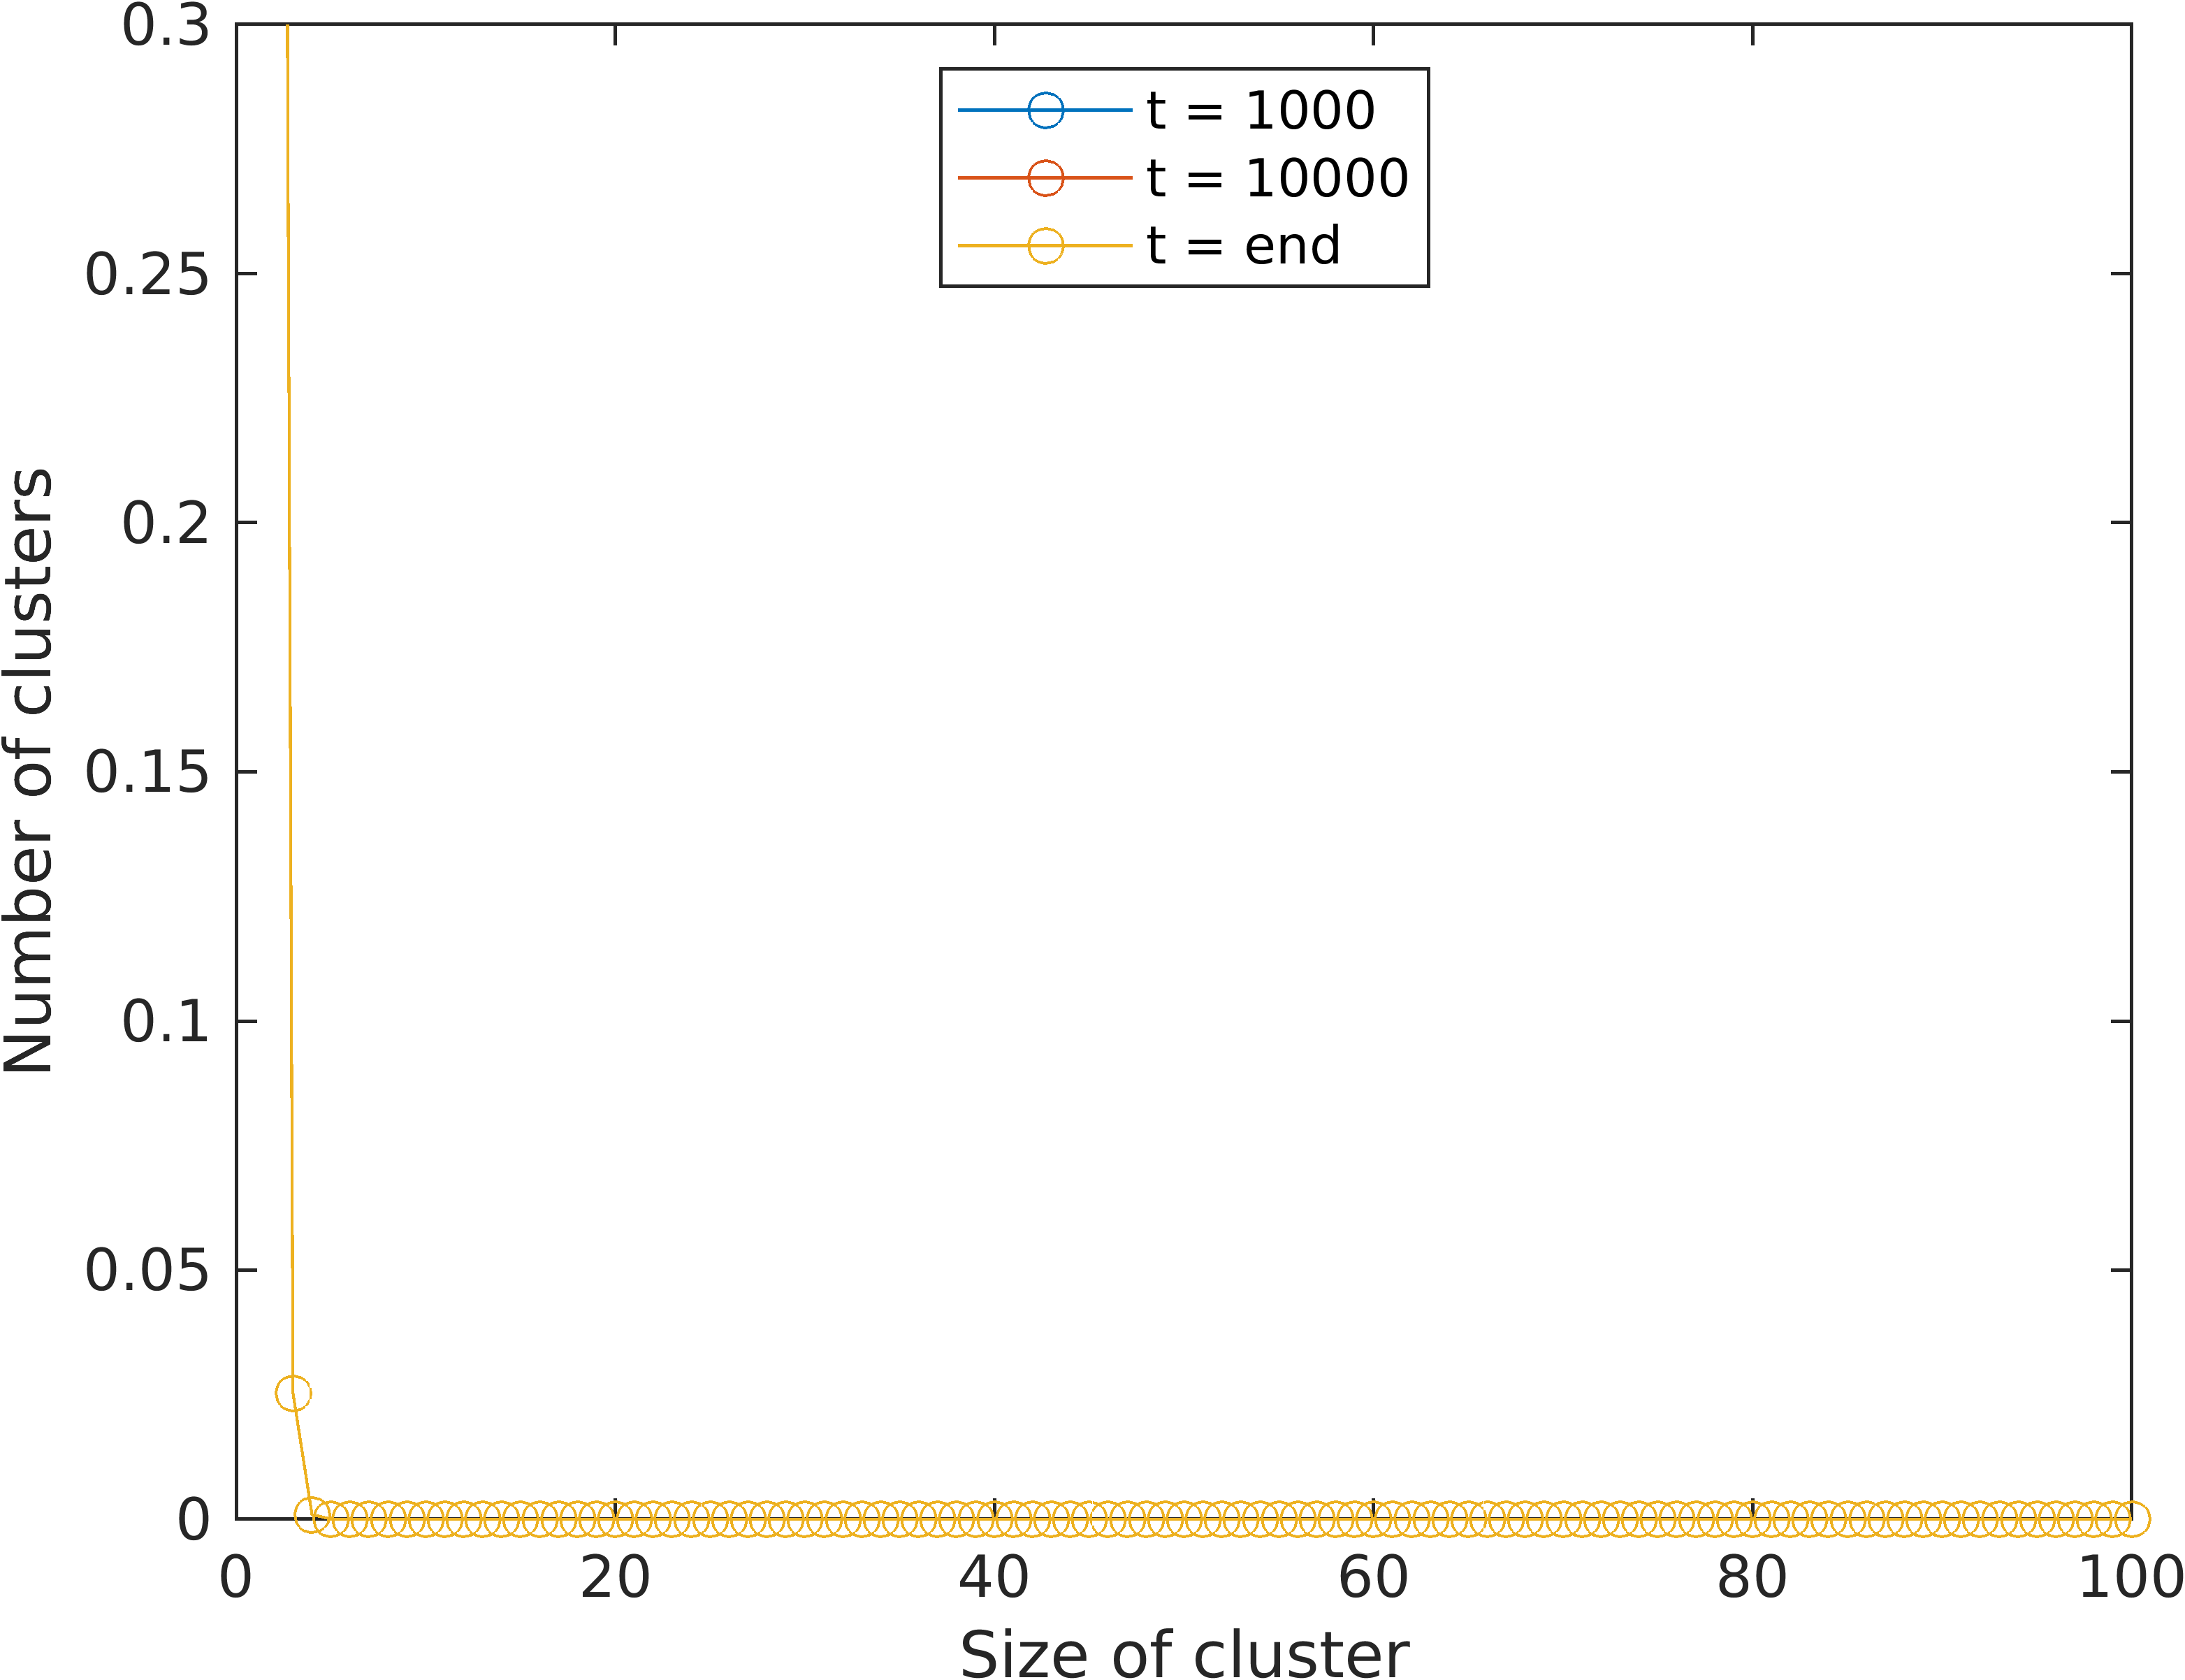 0.3
0.25
0.2
0.15
0.1
0.05
0
Number of clusters
t = 1000
t = 10000
t = end
0 20 40 60 80 100
Size of cluster